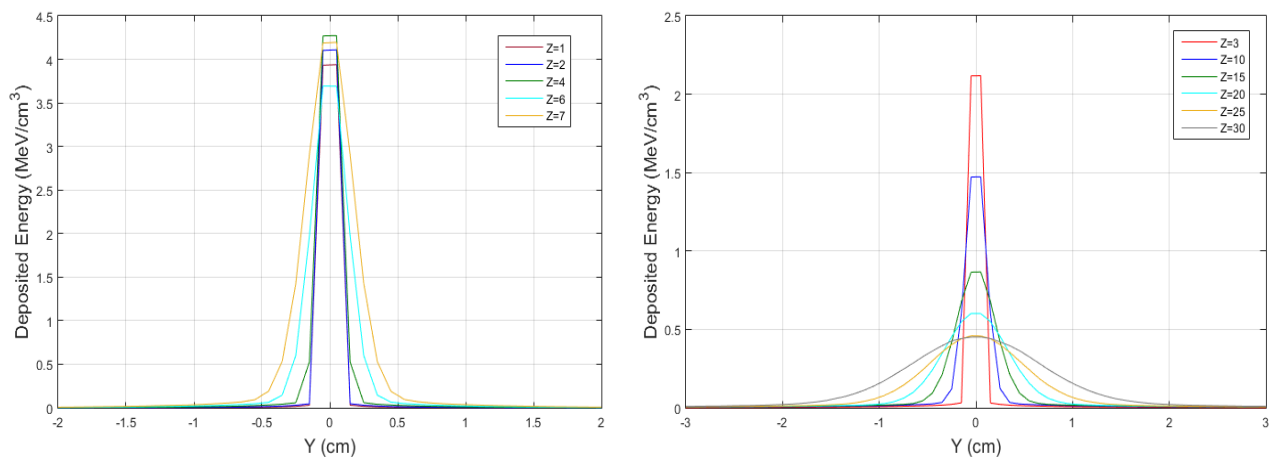 Deposited Energy (MeV/cm³)
4.5
4
3.5
3
2.5
2
1.5
1
0.5
0
-2
-1.5
-1
-0.5
0
0.5
1
1.5
2
Y (cm)
Z=1
Z=2
Z=4
Z=6
Z=7
Deposited Energy (MeV/cm³)
2.5
2
1.5
1
0.5
0
-3
-2
-1
0
1
2
3
Y (cm)
Z=3
Z=10
Z=15
Z=20
Z=25
Z=30